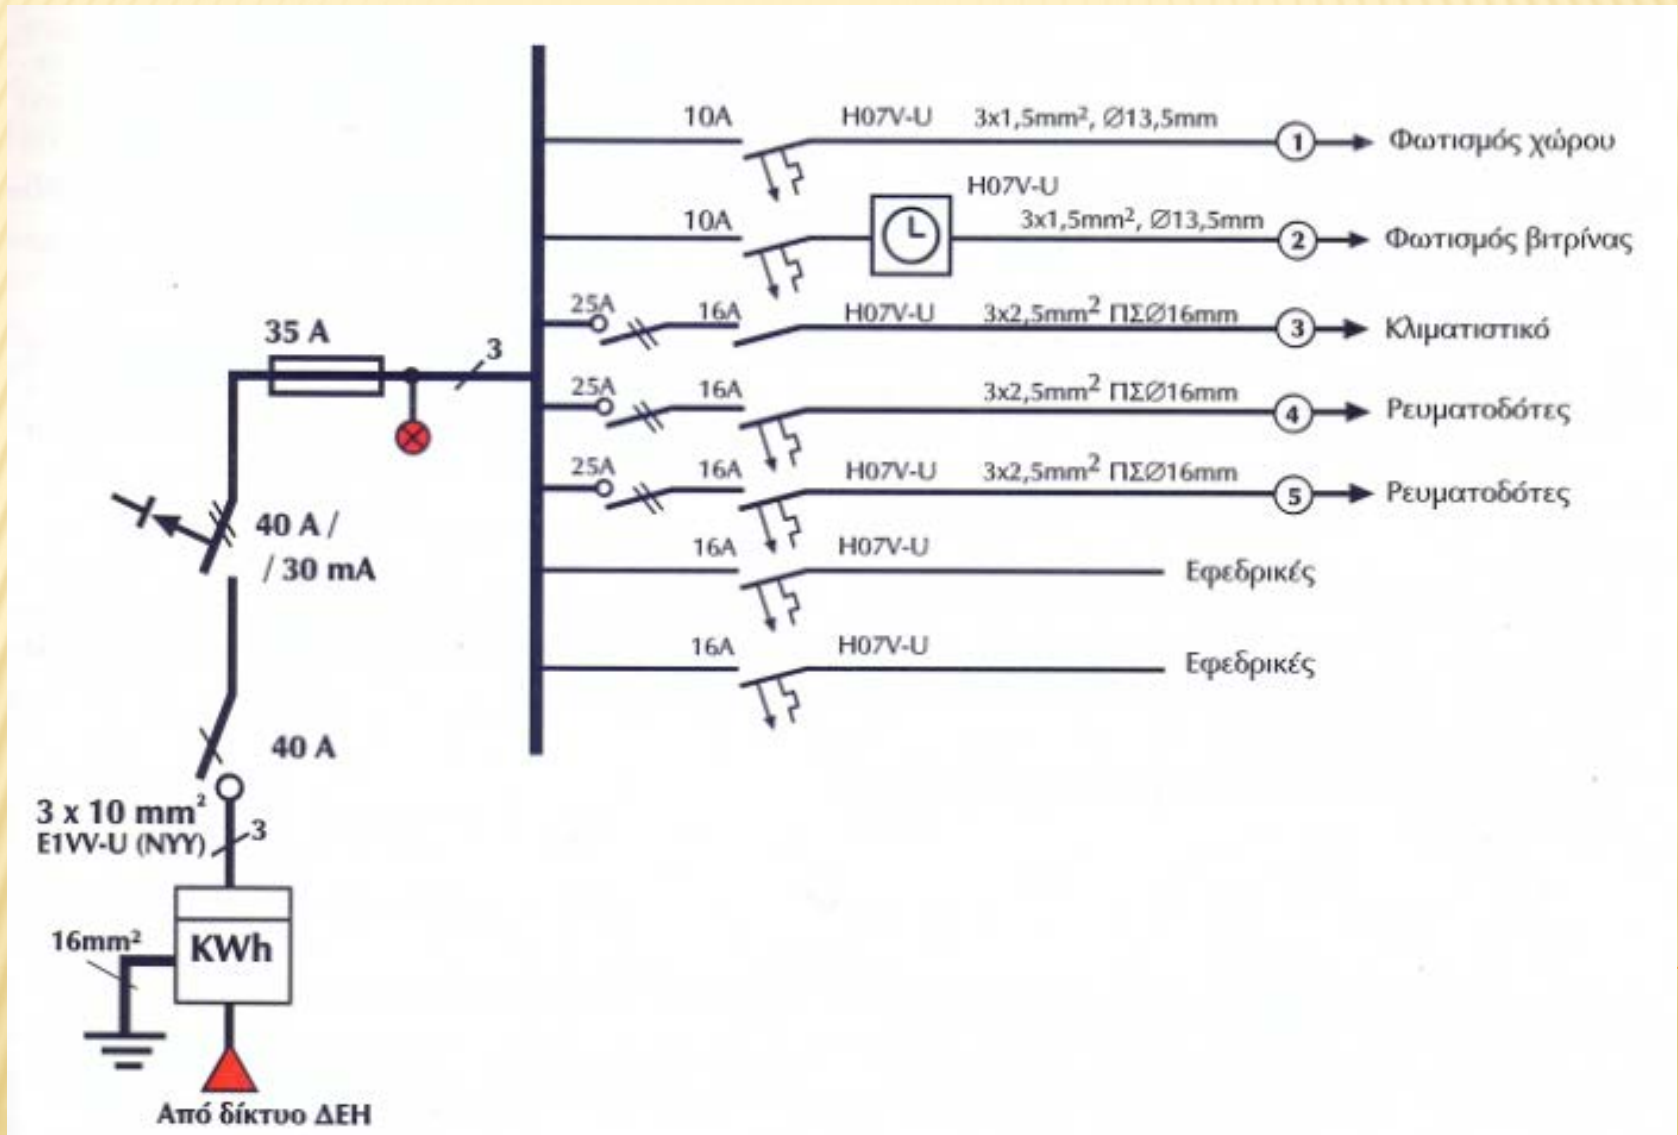 10A H07V-U 3x1,5mm², Ø13,5mm 1 Φωτισμός χώρου
H07V-U
10A 3x1,5mm², Ø13,5mm 2 Φωτισμός βιτρίνας
25A 16A H07V-U 3x2,5mm² ΠΣØ16mm 3 Κλιματιστικό
35 A
3
25A 16A 3x2,5mm² ΠΣØ16mm 4 Ρευματοδότες
25A 16A H07V-U 3x2,5mm² ΠΣØ16mm 5 Ρευματοδότες
40 A /
/ 30 mA
16A H07V-U Εφεδρικές
16A H07V-U Εφεδρικές
40 A
3 x 10 mm²
E1VV-U (NYY) 3
16mm²
KWh
Από δίκτυο ΔΕΗ